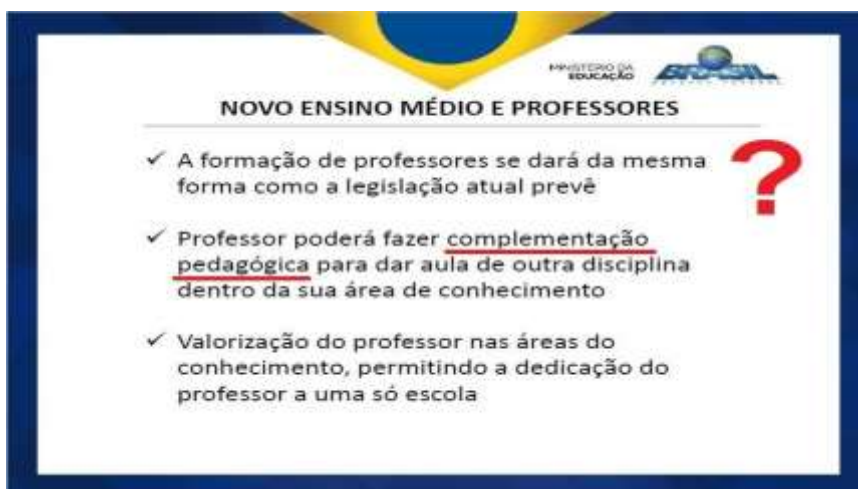 MINISTÉRIO DA
EDUCAÇÃO
BRASIL
NOVO ENSINO MÉDIO E PROFESSORES
?
✓ A formação de professores se dará da mesma
forma como a legislação atual prevê
✓ Professor poderá fazer complementação
pedagógica para dar aula de outra disciplina
dentro da sua área de conhecimento
✓ Valorização do professor nas áreas do
conhecimento, permitindo a dedicação do
professor a uma só escola